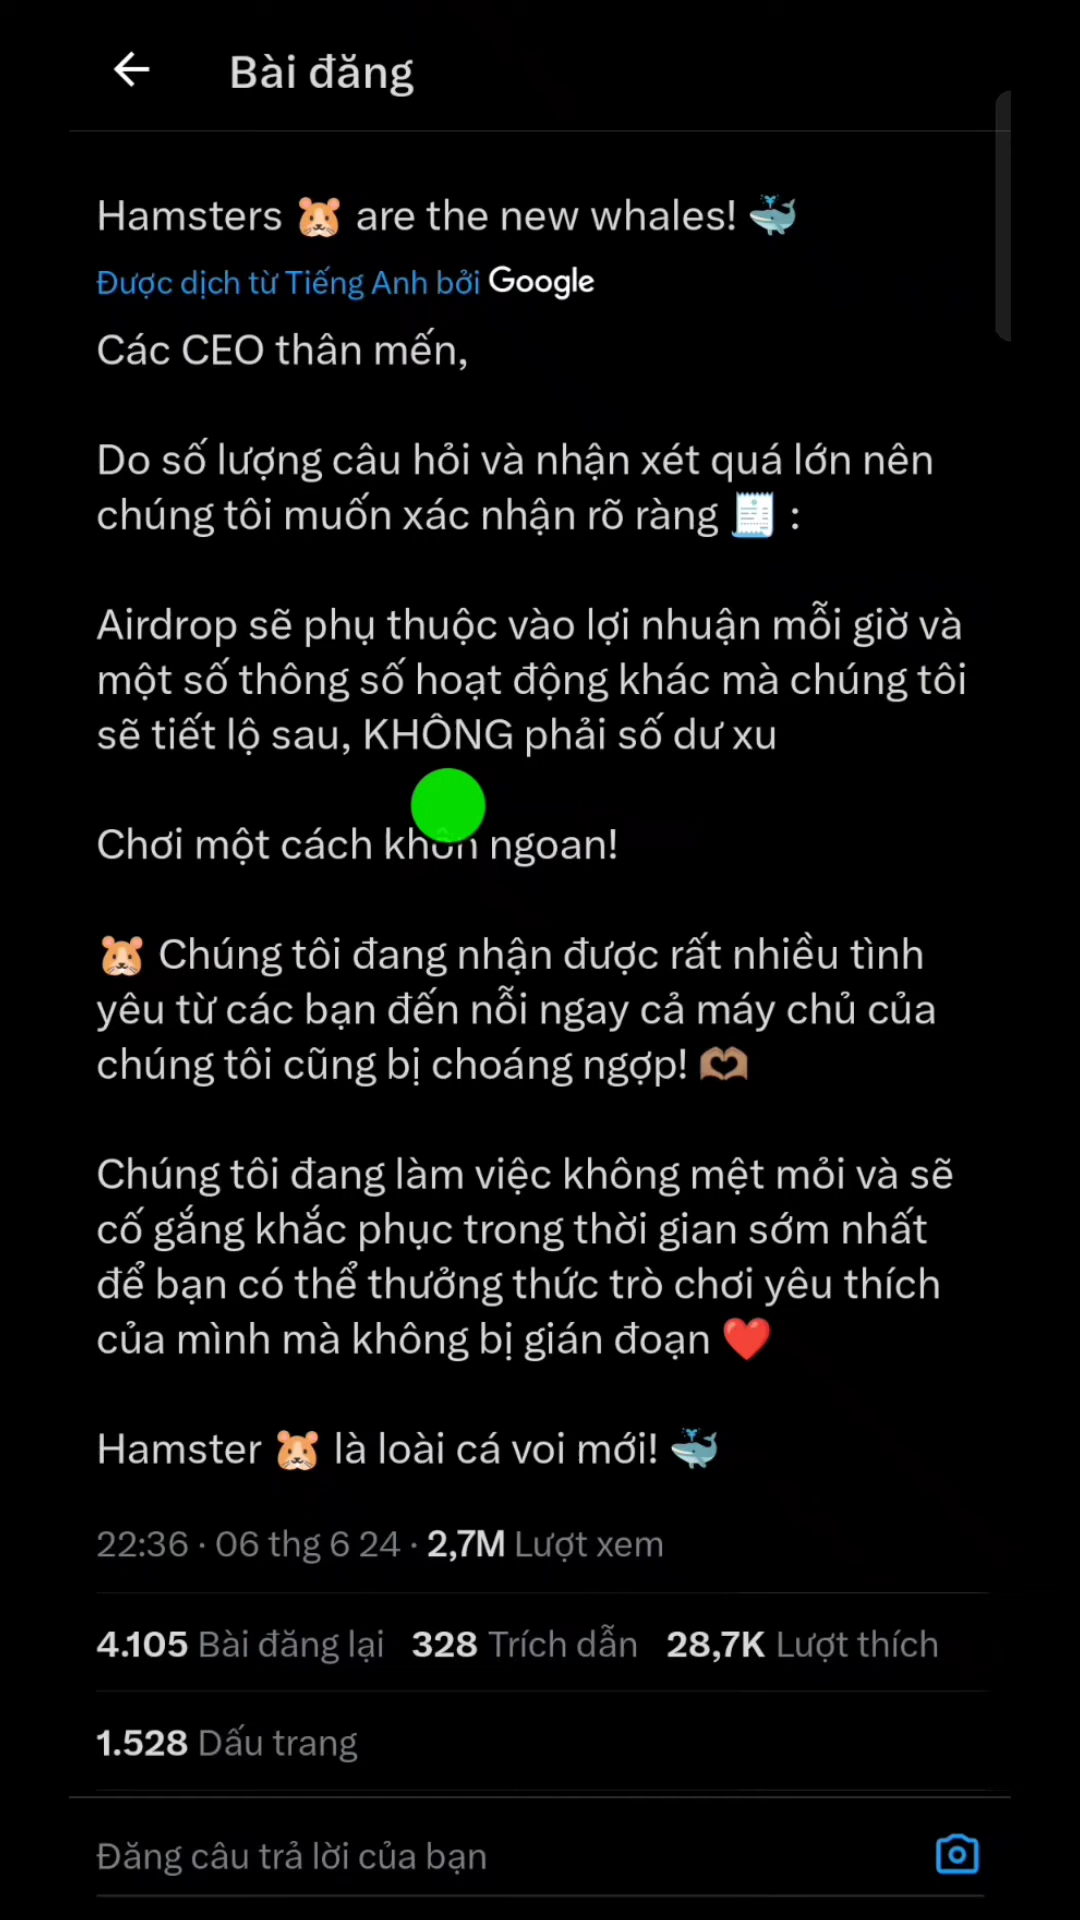 Bài đăng
Hamsters 🐹 are the new whales! 🐳
Được dịch từ Tiếng Anh bởi Google
Các CEO thân mến,
Do số lượng câu hỏi và nhận xét quá lớn nên
chúng tôi muốn xác nhận rõ ràng 🧾 :
Airdrop sẽ phụ thuộc vào lợi nhuận mỗi giờ và
một số thông số hoạt động khác mà chúng tôi
sẽ tiết lộ sau, KHÔNG phải số dư xu
Chơi một cách khôn ngoan!
🐹 Chúng tôi đang nhận được rất nhiều tình
yêu từ các bạn đến nỗi ngay cả máy chủ của
chúng tôi cũng bị choáng ngợp! 🫶🏽
Chúng tôi đang làm việc không mệt mỏi và sẽ
cố gắng khắc phục trong thời gian sớm nhất
để bạn có thể thưởng thức trò chơi yêu thích
của mình mà không bị gián đoạn ❤️
Hamster 🐹 là loài cá voi mới! 🐳
22:36 · 06 thg 6 24 · 2,7M Lượt xem
4.105 Bài đăng lại 328 Trích dẫn 28,7K Lượt thích
1.528 Dấu trang
Đăng câu trả lời của bạn